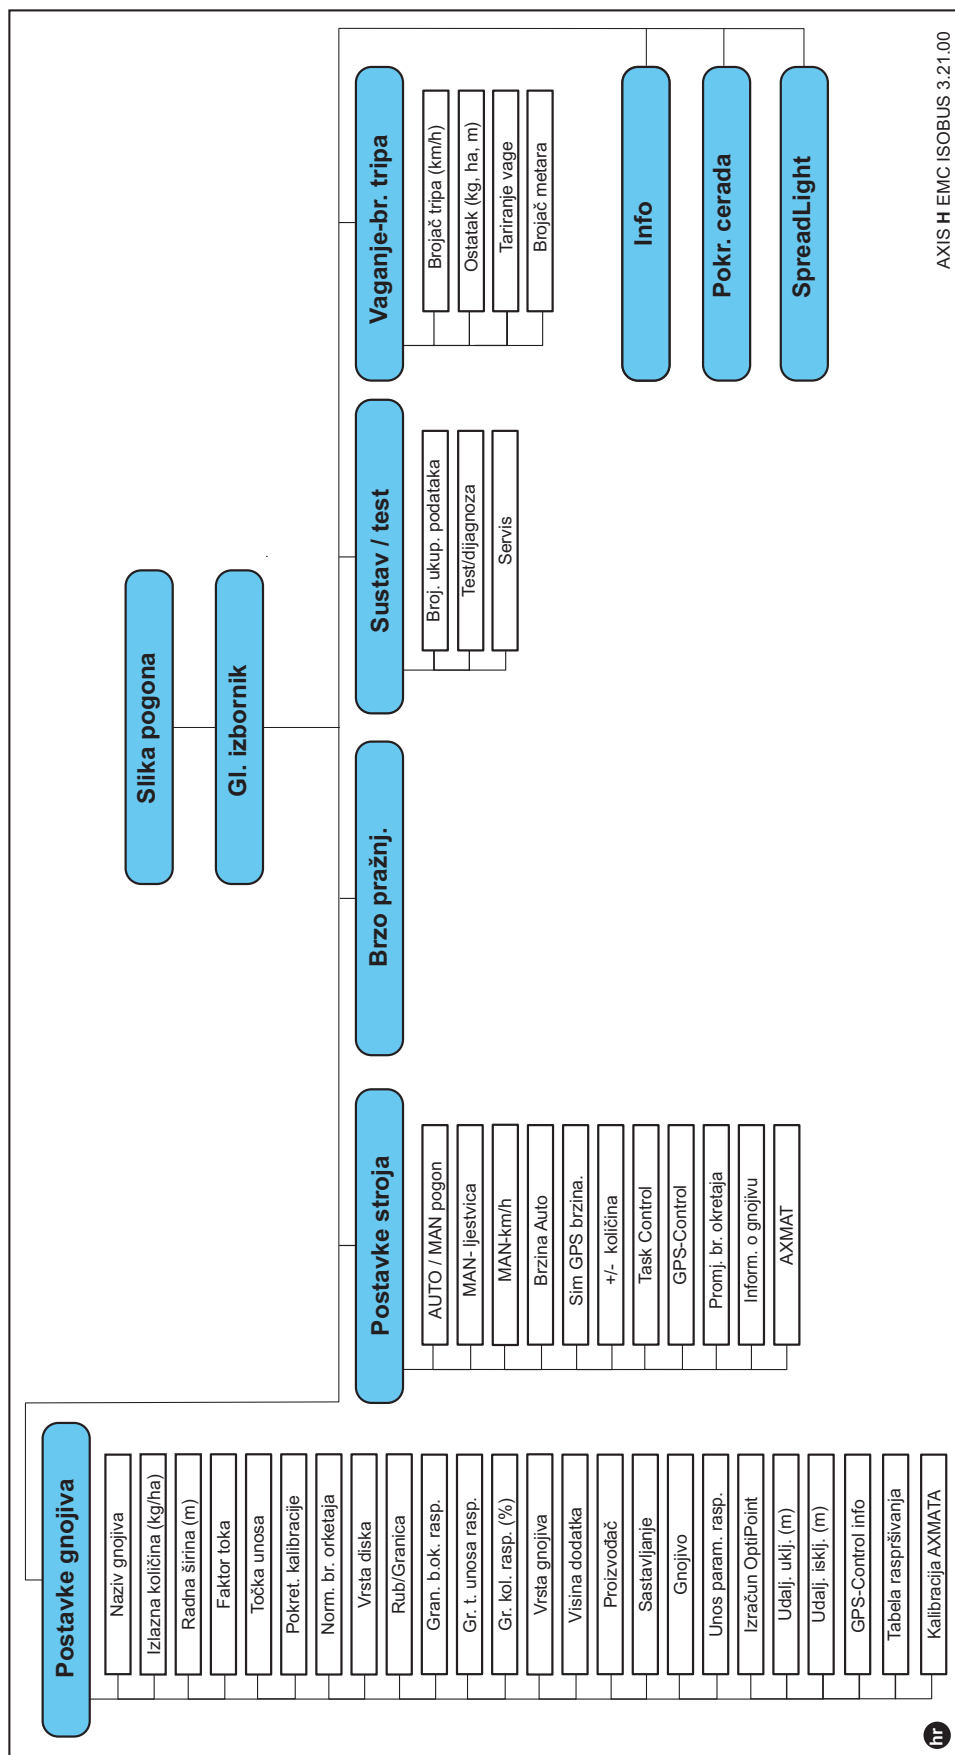 Slika pogona
Gl. izbornik
Postavke gnojiva
Naziv gnojiva
Izlazna količina (kg/ha)
Radna širina (m)
Faktor toka
Točka unosa
Pokret. kalibracije
Norm. br. orketaja
Vrsta diska
Rub/Granica
Gran. b.ok. rasp.
Gr. t. unosa rasp.
Gr. kol. rasp. (%)
Vrsta gnojiva
Visina dodatka
Proizvođač
Sastavljanje
Gnojivo
Unos param. rasp.
Izračun OptiPoint
Udalj. uklj. (m)
Udalj. isklj. (m)
GPS-Control info
Tabela raspršivanja
Kalibracija AXMATA
Postavke stroja
AUTO / MAN pogon
MAN- ljestvica
MAN-km/h
Brzina Auto
Sim GPS brzina.
+/- količina
Task Control
GPS-Control
Promj. br. okretaja
Inform. o gnojivu
AXMAT
Brzo pražnj.
Sustav / test
Broj. ukup. podataka
Test/dijagnoza
Servis
Vaganje-br. tripa
Brojač tripa (km/h)
Ostatak (kg, ha, m)
Tariranje vage
Brojač metara
Info
Pokr. cerada
SpreadLight
hr
AXIS H EMC ISOBUS 3.21.00